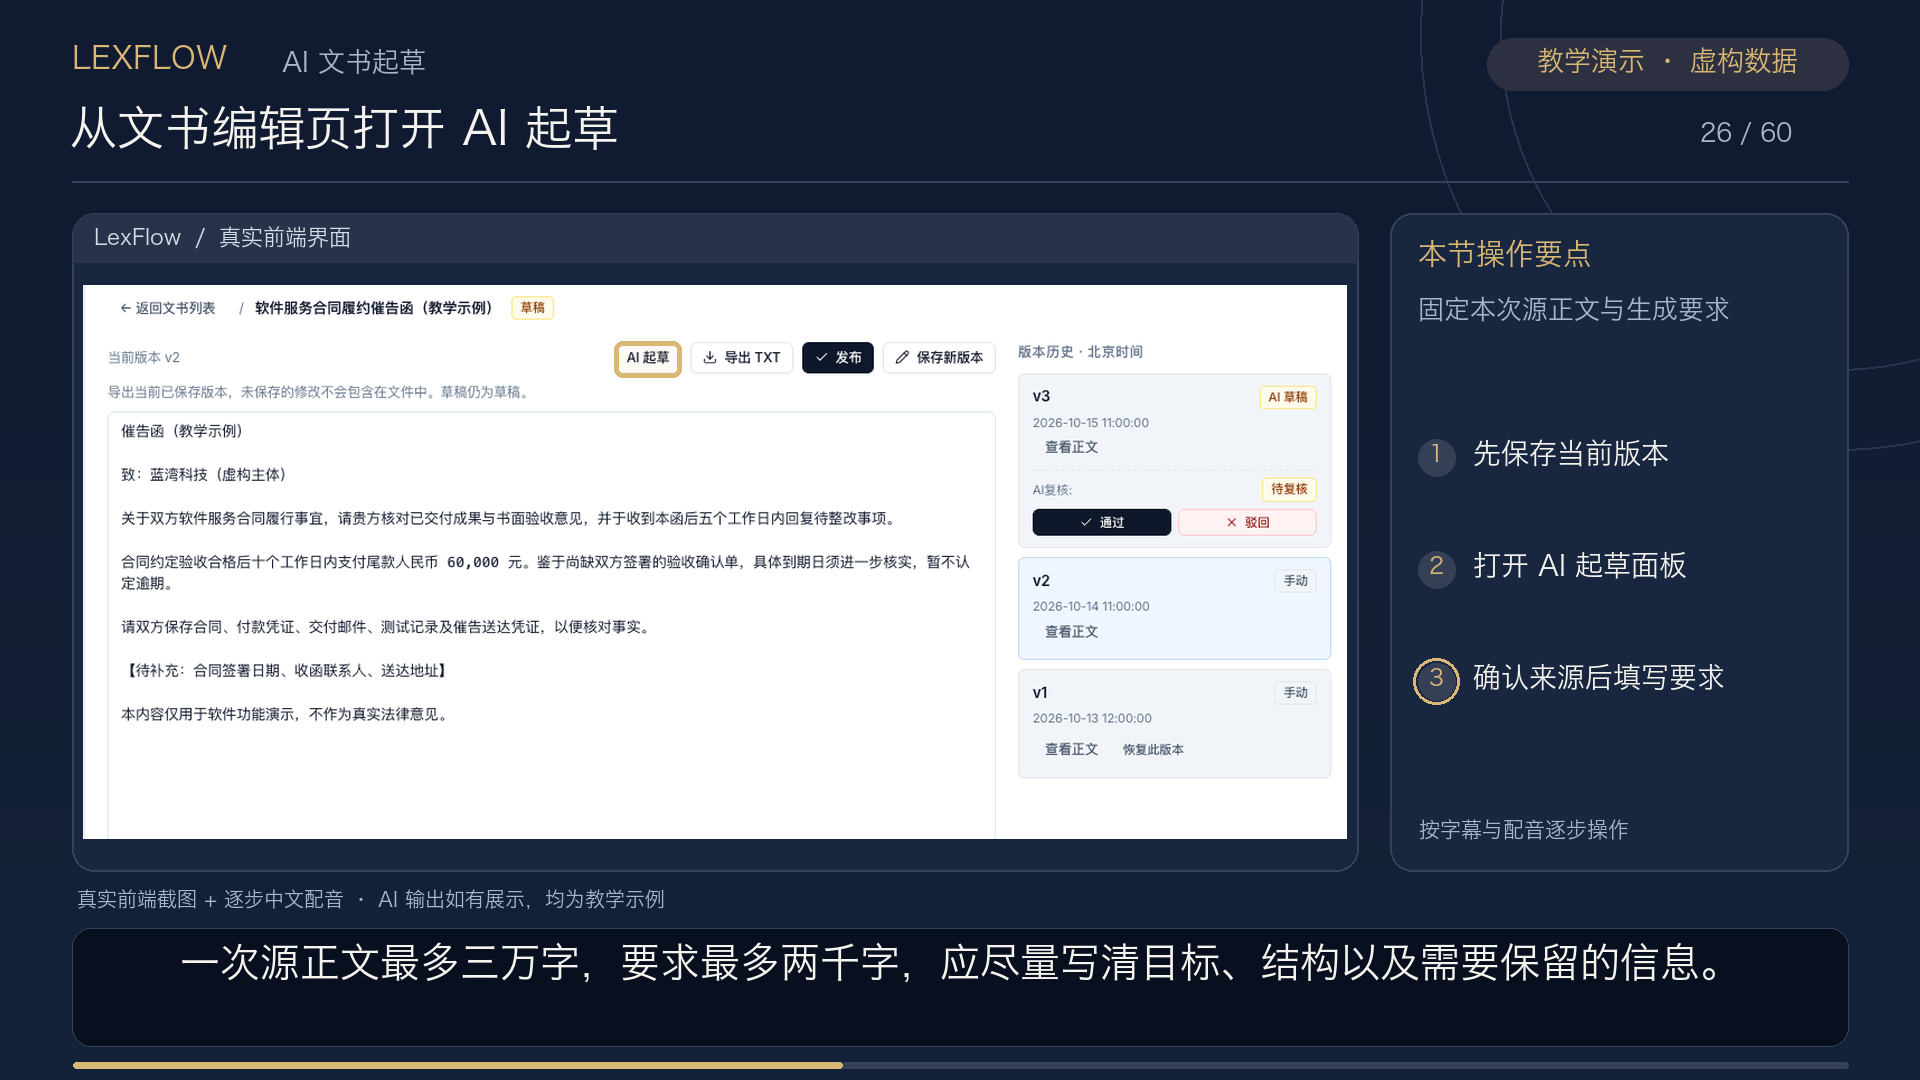 LEXFLOW AI 文书起草
教学演示 · 虚构数据
从文书编辑页打开 AI 起草
26 / 60
LexFlow / 真实前端界面
← 返回文书列表 / 软件服务合同履约催告函（教学示例） 草稿
当前版本 v2
AI 起草 导出 TXT 发布 保存新版本
导出当前已保存版本，未保存的修改不会包含在文件中。草稿仍为草稿。
催告函（教学示例）
致：蓝湾科技（虚构主体）
关于双方软件服务合同履行事宜，请贵方核对已交付成果与书面验收意见，并于收到本函后五个工作日内回复待整改事项。
合同约定验收合格后十个工作日内支付尾款人民币 60,000 元。鉴于尚缺双方签署的验收确认单，具体到期日须进一步核实，暂不认
定逾期。
请双方保存合同、付款凭证、交付邮件、测试记录及催告送达凭证，以便核对事实。
【待补充：合同签署日期、收函联系人、送达地址】
本内容仅用于软件功能演示，不作为真实法律意见。
版本历史 · 北京时间
v3 AI 草稿
2026-10-15 11:00:00
查看正文
AI复核: 待复核
通过 驳回
v2 手动
2026-10-14 11:00:00
查看正文
v1 手动
2026-10-13 12:00:00
查看正文 恢复此版本
本节操作要点
固定本次源正文与生成要求
1 先保存当前版本
2 打开 AI 起草面板
3 确认来源后填写要求
按字幕与配音逐步操作
真实前端截图 + 逐步中文配音 · AI 输出如有展示，均为教学示例
一次源正文最多三万字，要求最多两千字，应尽量写清目标、结构以及需要保留的信息。